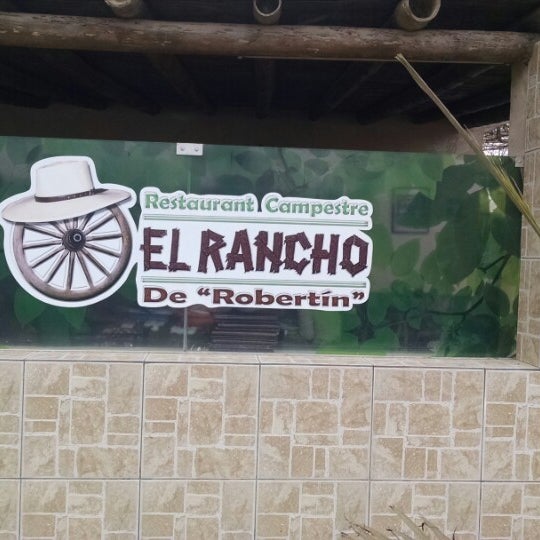 Restaurant Campestre
EL RANCHO
De "Robertín"